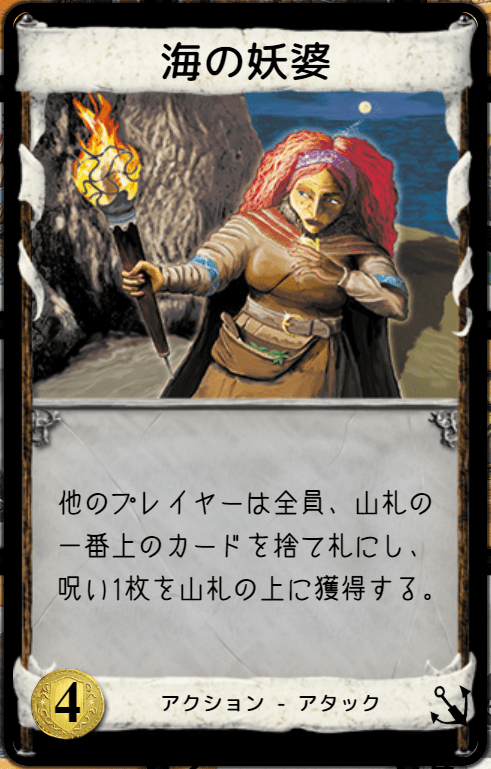 海の妖婆
他のプレイヤーは全員、山札の
一番上のカードを捨て札にし、
呪い1枚を山札の上に獲得する。
4
アクション - アタック